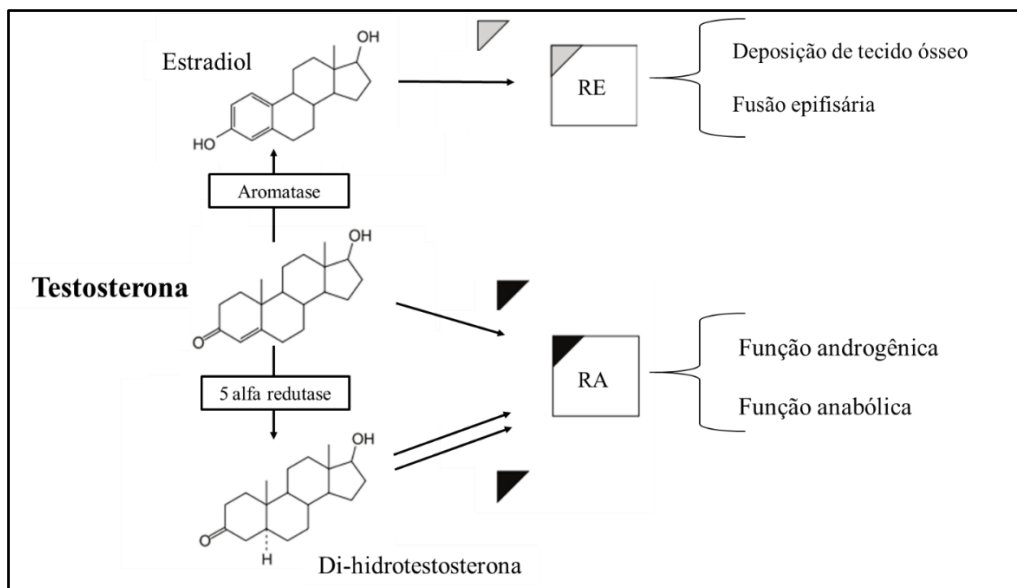 Estradiol
OH
HO
RE
Deposição de tecido ósseo
Fusão epifisária
Aromatase
Testosterona
OH
O
RA
Função androgênica
Função anabólica
5 alfa redutase
OH
O
H
Di-hidrotestosterona